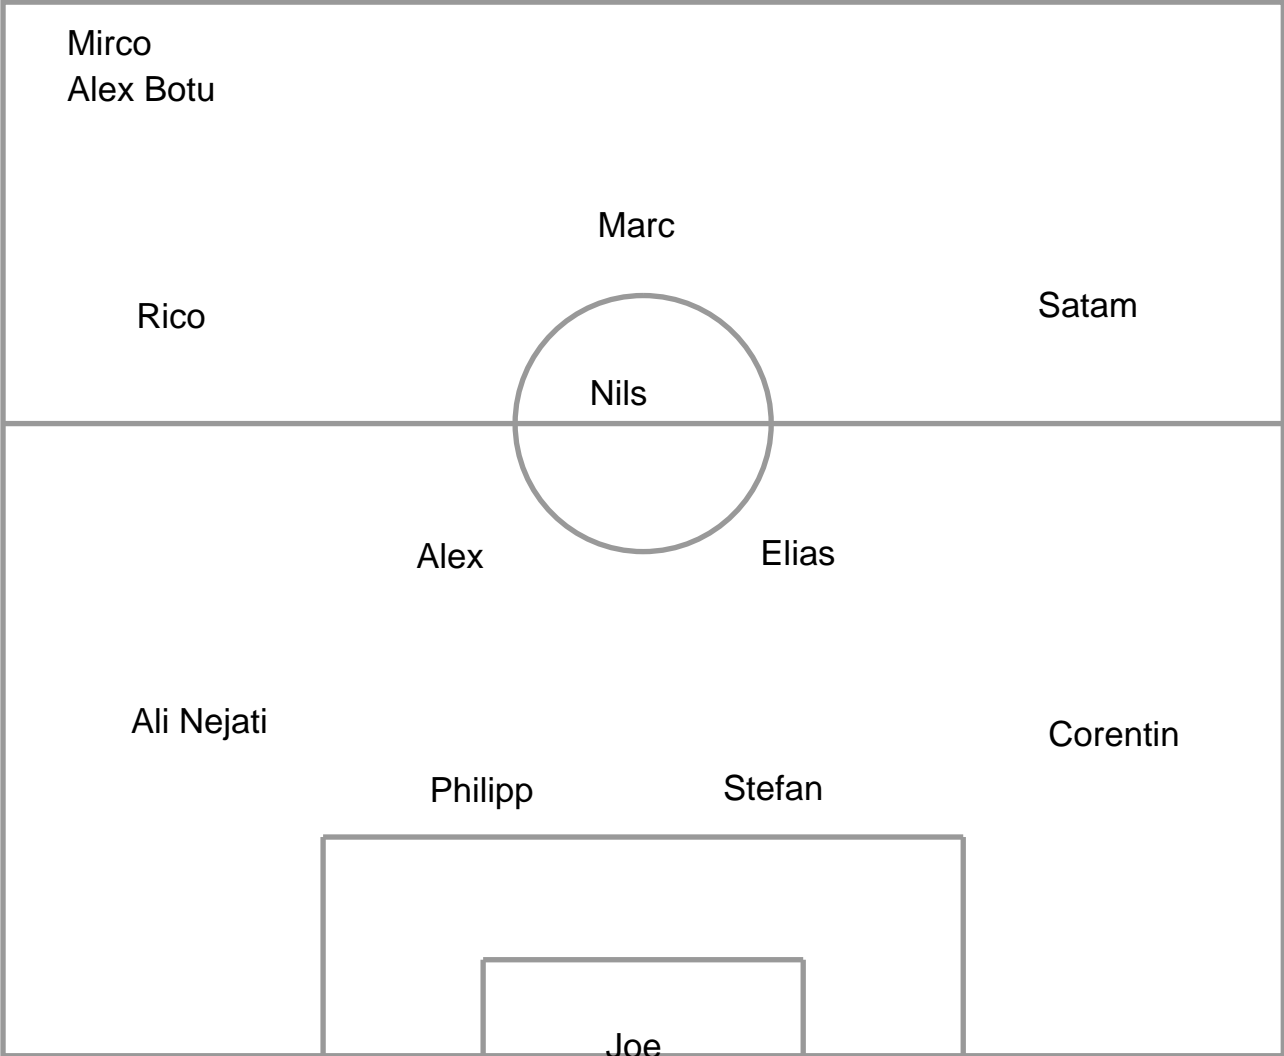 Mirco
Alex Botu
Marc
Rico
Satam
Nils
Alex
Elias
Ali Nejati
Corentin
Philipp
Stefan
Joe